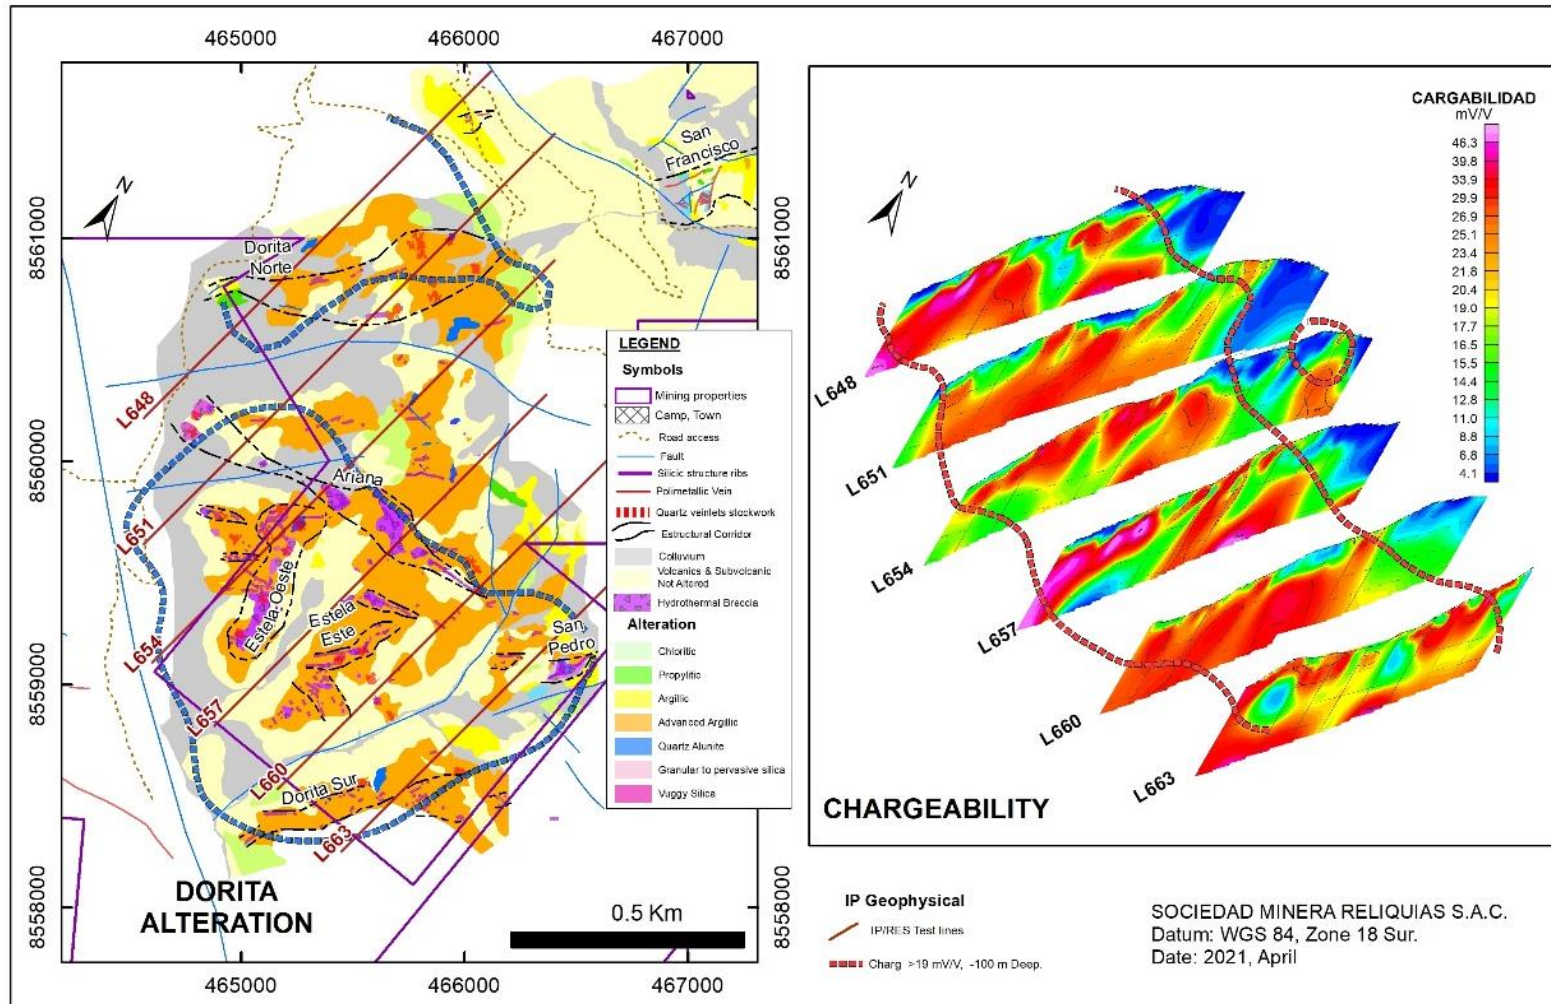 465000
466000
467000
8561000
8560000
8559000
8558000
8561000
8558000
465000
466000
467000
N
San
Francisco
Dorita
Norte
Ariana
Estela Oeste
Estela
Este
San
Pedro
Dorita Sur
L648
L651
L654
L657
L660
L663
DORITA
ALTERATION
0.5 Km
LEGEND
Symbols
Mining properties
Camp, Town
Road access
Fault
Silicic structure ribs
Polimetallic Vein
Quartz veinlets stockwork
Estructural Corridor
Colluvium
Volcanics & Subvolcanic
Not Altered
Hydrothermal Breccia
Alteration
Chloritic
Propylitic
Argillic
Advanced Argillic
Quartz Alunite
Granular to pervasive silica
Vuggy Silica
N
CARGABILIDAD
mV/V
46.3
39.8
33.9
29.9
26.9
25.1
23.4
21.8
20.4
19.0
17.7
16.5
15.5
14.4
12.8
11.0
8.8
6.8
4.1
L648
L651
L654
L657
L660
L663
CHARGEABILITY
IP Geophysical
IP/RES Test lines
Charg >19 mV/V, -100 m Deep.
SOCIEDAD MINERA RELIQUIAS S.A.C.
Datum: WGS 84, Zone 18 Sur.
Date: 2021, April